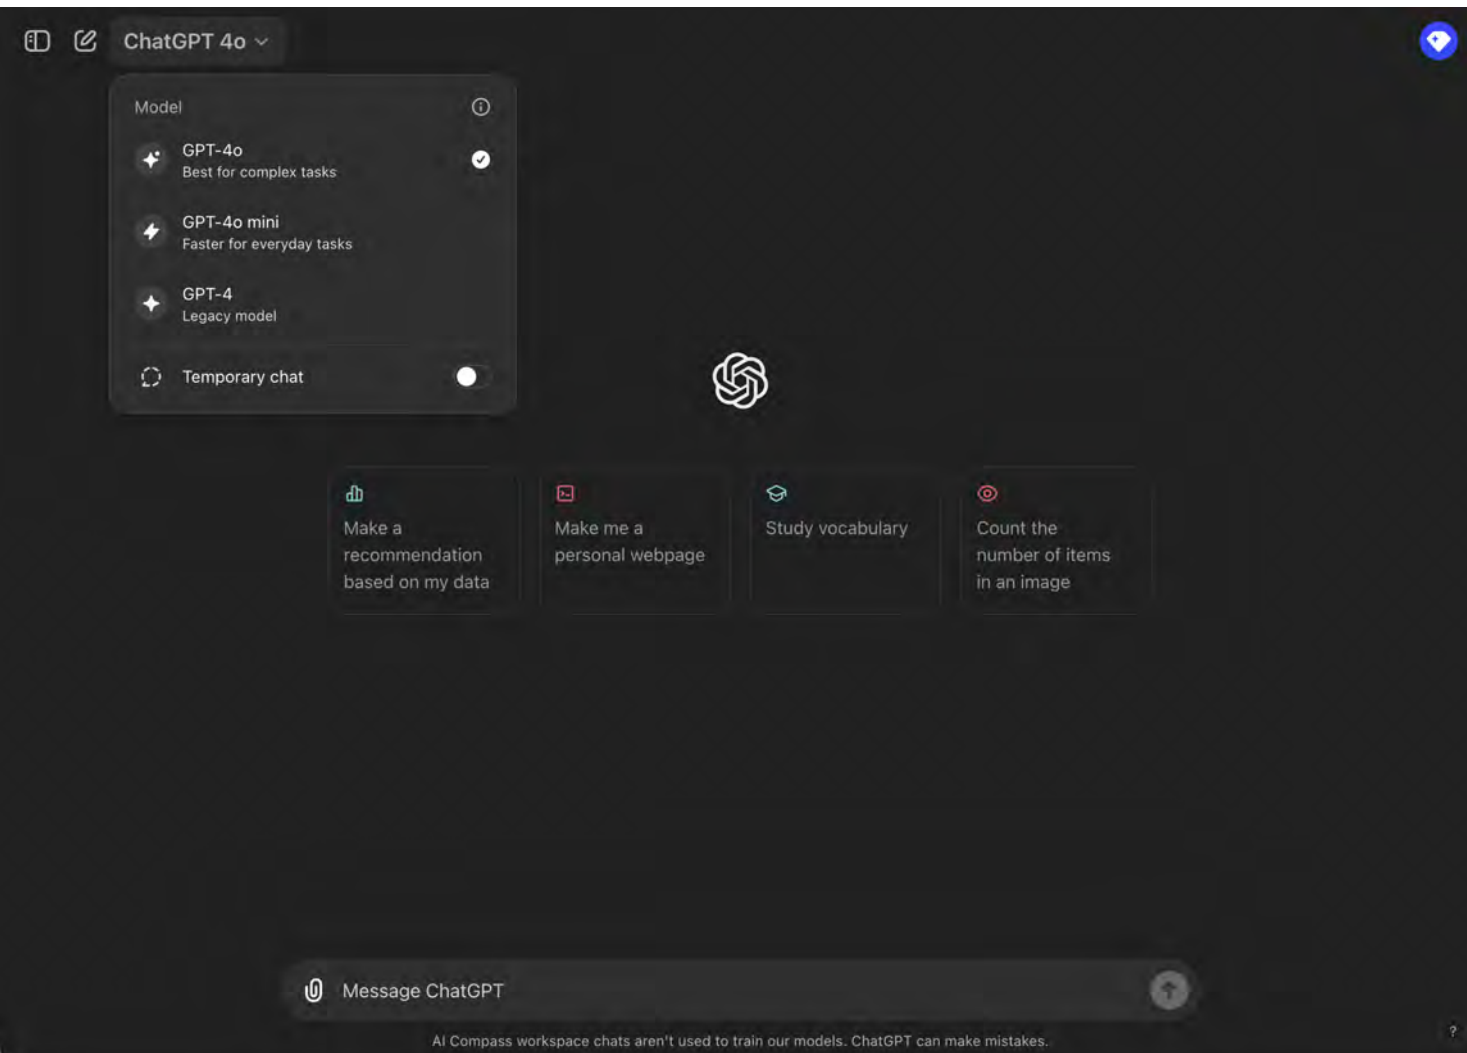 ChatGPT 4o
Model
GPT-4o
Best for complex tasks
GPT-4o mini
Faster for everyday tasks
GPT-4
Legacy model
Temporary chat
Make a
recommendation
based on my data
Make me a
personal webpage
Study vocabulary
Count the
number of items
in an image
Message ChatGPT
AI Compass workspace chats aren't used to train our models. ChatGPT can make mistakes.
?